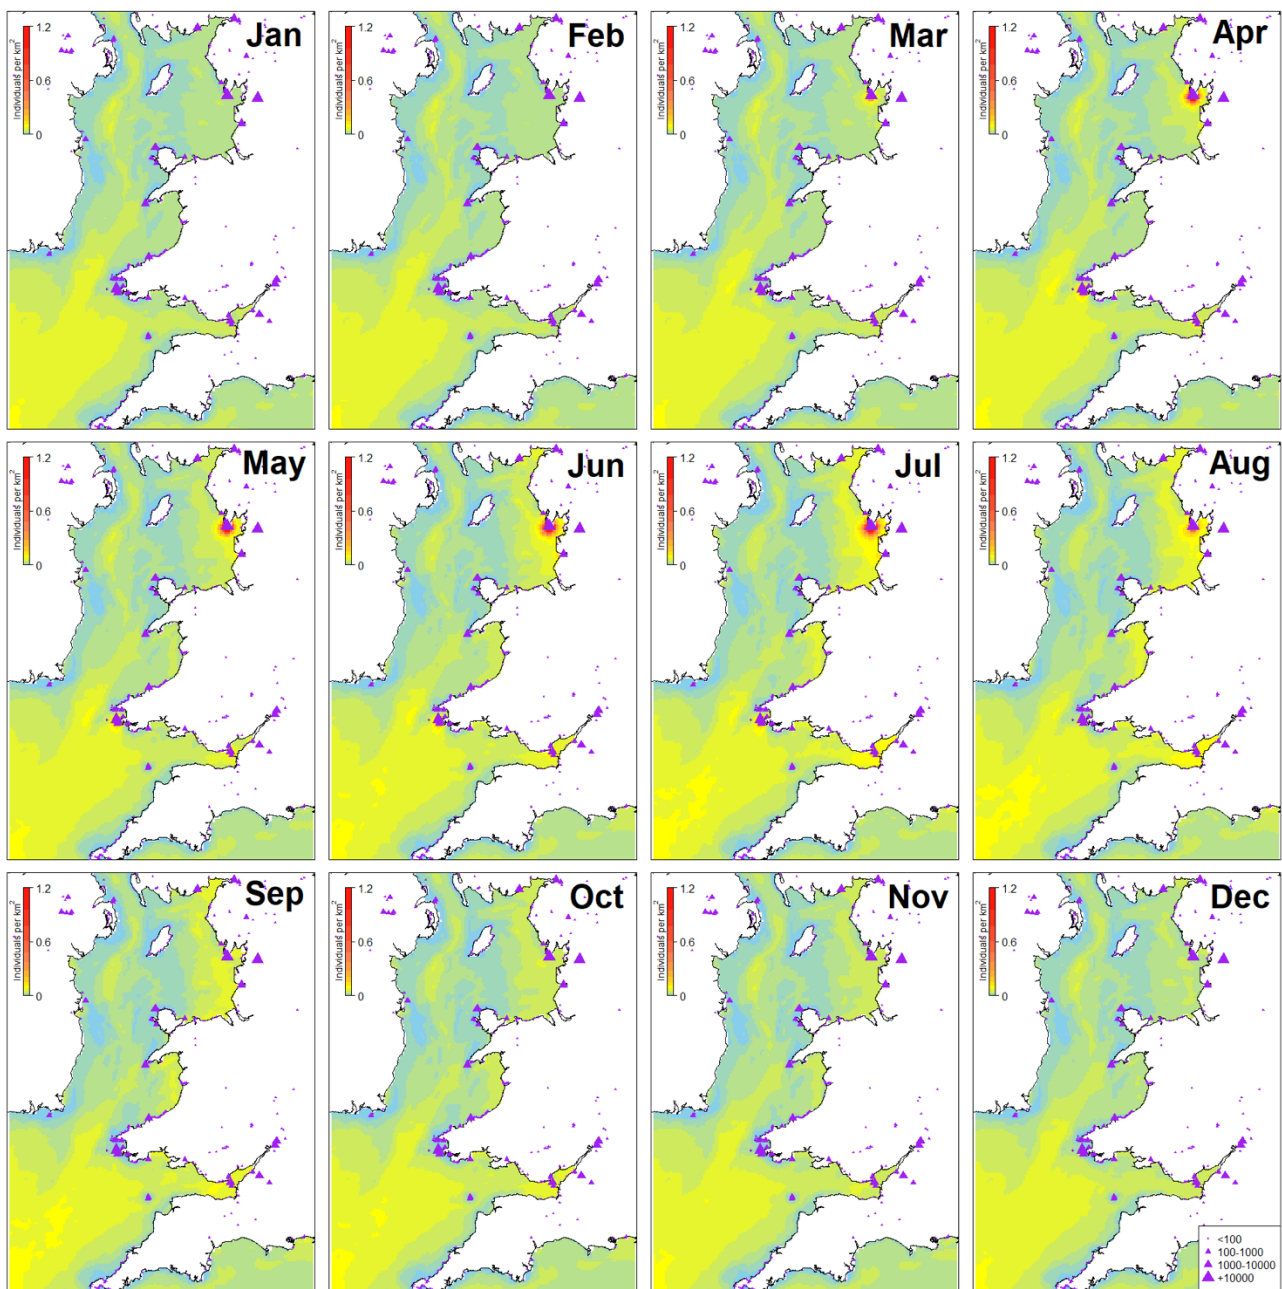 Jan
1.2
0.6
0
Individuals per km²
Feb
1.2
0.6
0
Individuals per km²
Mar
1.2
0.6
0
Individuals per km²
Apr
1.2
0.6
0
Individuals per km²
May
1.2
0.6
0
Individuals per km²
Jun
1.2
0.6
0
Individuals per km²
Jul
1.2
0.6
0
Individuals per km²
Aug
1.2
0.6
0
Individuals per km²
Sep
1.2
0.6
0
Individuals per km²
Oct
1.2
0.6
0
Individuals per km²
Nov
1.2
0.6
0
Individuals per km²
Dec
1.2
0.6
0
Individuals per km²
<100
100-1000
1000-10000
+10000